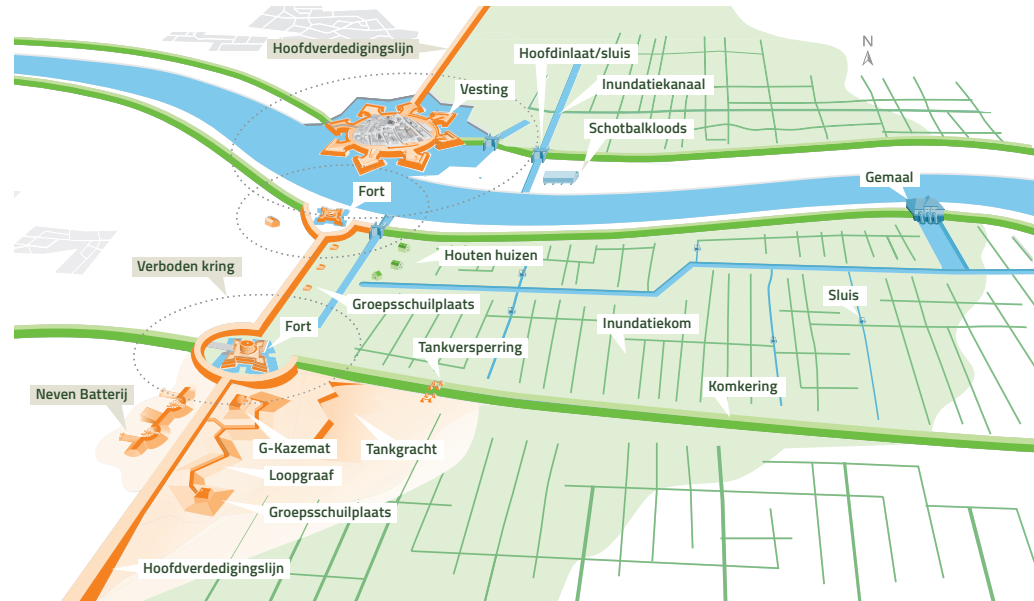 Hoofdverdedigingslijn
Hoofdinlaat/sluis
N
Vesting
Inundatiekanaal
Schotbalkloods
Gemaal
Fort
Houten huizen
Verboden kring
Groepsschuilplaats
Sluis
Fort
Inundatiekom
Tankversperring
Komkering
Neven Batterij
G-Kazemat
Tankgracht
Loopgraaf
Groepsschuilplaats
Hoofdverdedigingslijn